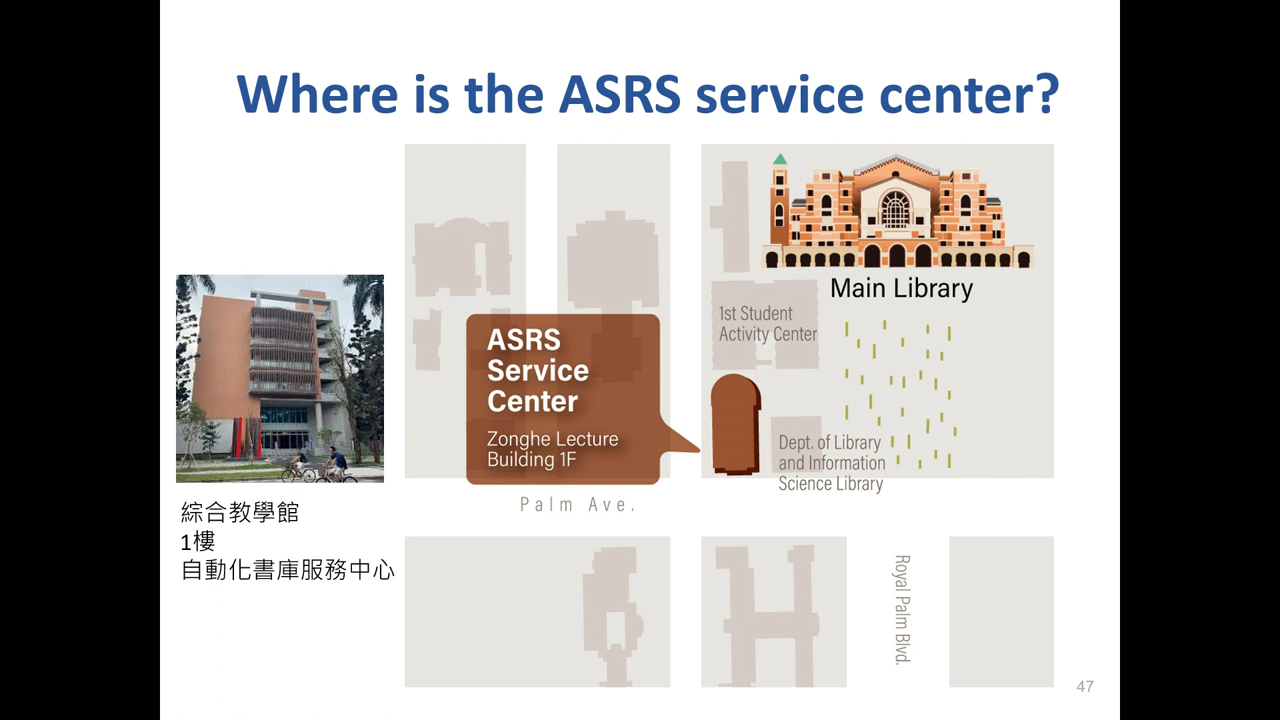 Where is the ASRS service center?
Main Library
1st Student
Activity Center
ASRS
Service
Center
Zonghe Lecture
Building 1F
Dept. of Library
and Information
Science Library
Palm Ave.
綜合教學館
1樓
自動化書庫服務中心
Royal Palm Blvd.
47